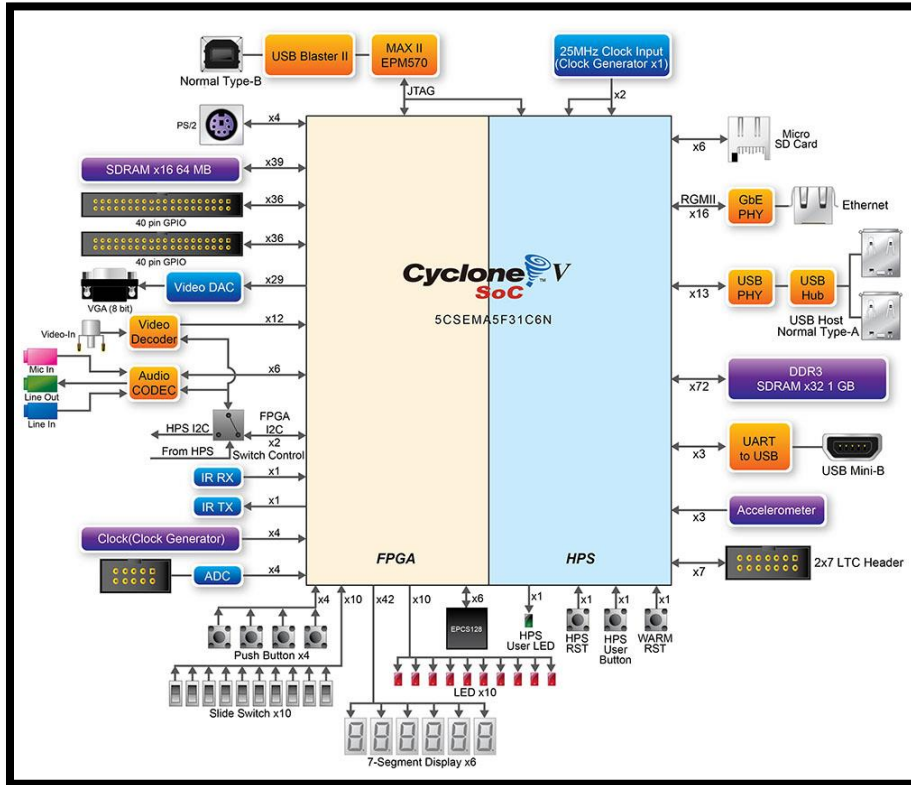 Normal Type-B
USB Blaster II
MAX II
EPM570
25MHz Clock Input
(Clock Generator x1)
JTAG
x2
PS/2
x4
SDRAM x16 64 MB
x39
x36
40 pin GPIO
x36
40 pin GPIO
VGA (8 bit)
Video DAC
x29
Video-In
Video
Decoder
x12
Mic In
Line Out
Line In
Audio
CODEC
x6
HPS I2C
From HPS
FPGA
I2C
x2
Switch Control
IR RX
x1
IR TX
x1
Clock(Clock Generator)
x4
ADC
x4
Cyclone V
SoC
TM
5CSEMA5F31C6N
FPGA
HPS
x6
Micro
SD Card
RGMII
x16
GbE
PHY
Ethernet
x13
USB
PHY
USB
Hub
USB Host
Normal Type-A
x72
DDR3
SDRAM x32 1 GB
x3
UART
to USB
USB Mini-B
x3
Accelerometer
x7
2x7 LTC Header
x4
x10
x42
x10
x6
x1
x1
x1
x1
Push Button x4
Slide Switch x10
EPCS128
HPS
User LED
HPS
RST
HPS
User
Button
WARM
RST
LED x10
7-Segment Display x6